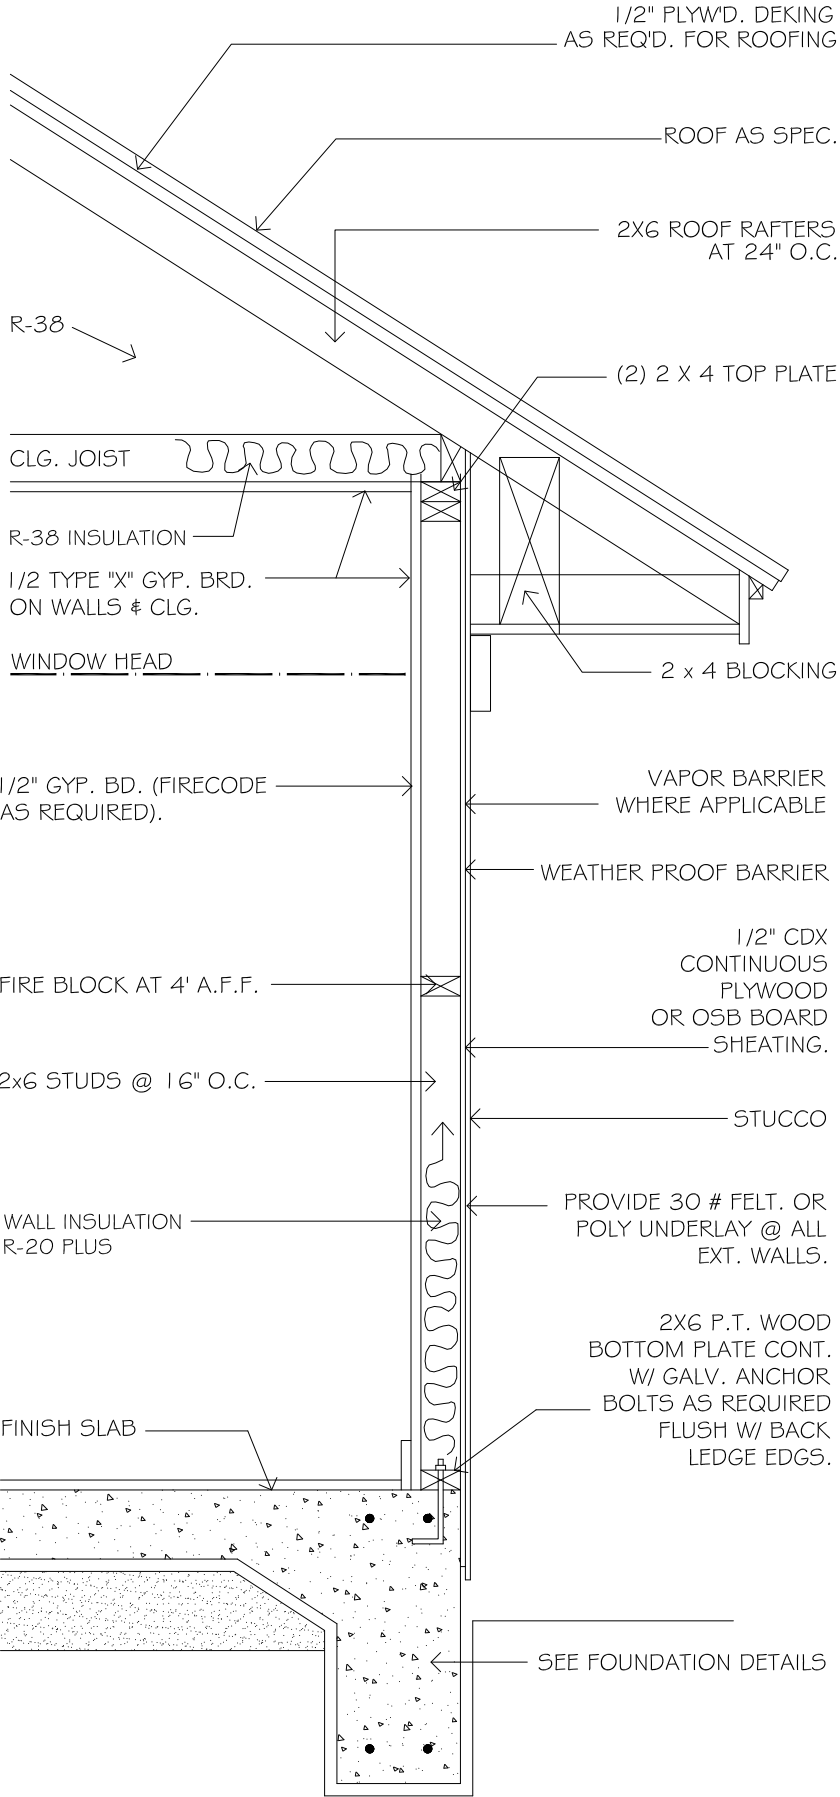 1/2" PLYW'D. DEKING
AS REQ'D. FOR ROOFING
ROOF AS SPEC.
2X6 ROOF RAFTERS
AT 24" O.C.
R-38
(2) 2 X 4 TOP PLATE
CLG. JOIST
R-38 INSULATION
1/2 TYPE "X" GYP. BRD.
ON WALLS & CLG.
WINDOW HEAD
2 x 4 BLOCKING
1/2" GYP. BD. (FIRECODE
AS REQUIRED).
VAPOR BARRIER
WHERE APPLICABLE
WEATHER PROOF BARRIER
1/2" CDX
CONTINUOUS
PLYWOOD
OR OSB BOARD
SHEATING.
FIRE BLOCK AT 4' A.F.F.
2x6 STUDS @ 16" O.C.
STUCCO
WALL INSULATION
R-20 PLUS
PROVIDE 30 # FELT. OR
POLY UNDERLAY @ ALL
EXT. WALLS.
2X6 P.T. WOOD
BOTTOM PLATE CONT.
W/ GALV. ANCHOR
BOLTS AS REQUIRED
FLUSH W/ BACK
LEDGE EDGS.
FINISH SLAB
SEE FOUNDATION DETAILS